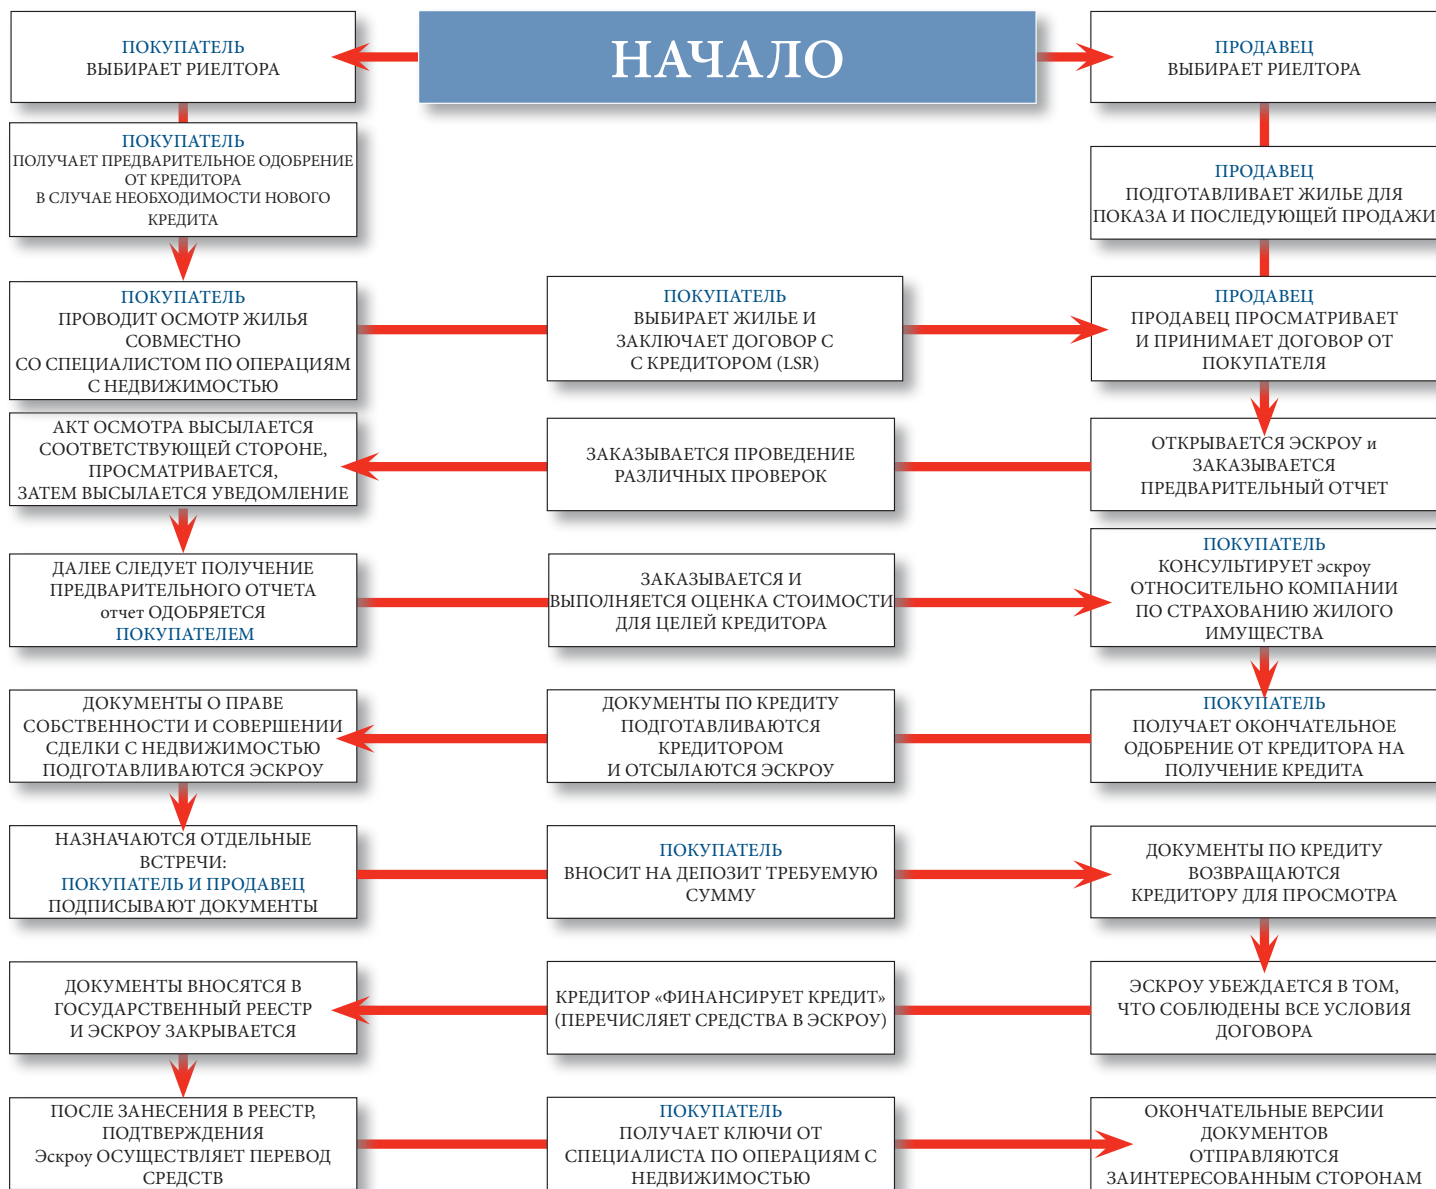 НАЧАЛО
ПОКУПАТЕЛЬ
ВЫБИРАЕТ РИЕЛТОРА
ПРОДАВЕЦ
ВЫБИРАЕТ РИЕЛТОРА
ПОКУПАТЕЛЬ
ПОЛУЧАЕТ ПРЕДВАРИТЕЛЬНОЕ ОДОБРЕНИЕ
ОТ КРЕДИТОРА
В СЛУЧАЕ НЕОБХОДИМОСТИ НОВОГО
КРЕДИТА
ПРОДАВЕЦ
ПОДГОТАВЛИВАЕТ ЖИЛЬЕ ДЛЯ
ПОКАЗА И ПОСЛЕДУЮЩЕЙ ПРОДАЖИ
ПОКУПАТЕЛЬ
ПРОВОДИТ ОСМОТР ЖИЛЬЯ
СОВМЕСТНО
СО СПЕЦИАЛИСТОМ ПО ОПЕРАЦИЯМ
С НЕДВИЖИМОСТЬЮ
ПОКУПАТЕЛЬ
ВЫБИРАЕТ ЖИЛЬЕ И
ЗАКЛЮЧАЕТ ДОГОВОР С
С КРЕДИТОРОМ (LSR)
ПРОДАВЕЦ
ПРОДАВЕЦ ПРОСМАТРИВАЕТ
И ПРИНИМАЕТ ДОГОВОР ОТ
ПОКУПАТЕЛЯ
АКТ ОСМОТРА ВЫСЫЛАЕТСЯ
СООТВЕТСТВУЮЩЕЙ СТОРОНЕ,
ПРОСМАТРИВАЕТСЯ,
ЗАТЕМ ВЫСЫЛАЕТСЯ УВЕДОМЛЕНИЕ
ЗАКАЗЫВАЕТСЯ ПРОВЕДЕНИЕ
РАЗЛИЧНЫХ ПРОВЕРОК
ОТКРЫВАЕТСЯ ЭСКРОУ и
ЗАКАЗЫВАЕТСЯ
ПРЕДВАРИТЕЛЬНЫЙ ОТЧЕТ
ДАЛЕЕ СЛЕДУЕТ ПОЛУЧЕНИЕ
ПРЕДВАРИТЕЛЬНОГО ОТЧЕТА
отчет ОДОБРЯЕТСЯ
ПОКУПАТЕЛЕМ
ЗАКАЗЫВАЕТСЯ И
ВЫПОЛНЯЕТСЯ ОЦЕНКА СТОИМОСТИ
ДЛЯ ЦЕЛЕЙ КРЕДИТОРА
ПОКУПАТЕЛЬ
КОНСУЛЬТИРУЕТ эскроу
ОТНОСИТЕЛЬНО КОМПАНИИ
ПО СТРАХОВАНИЮ ЖИЛОГО
ИМУЩЕСТВА
ДОКУМЕНТЫ О ПРАВЕ
СОБСТВЕННОСТИ И СОВЕРШЕНИИ
СДЕЛКИ С НЕДВИЖИМОСТЬЮ
ПОДГОТАВЛИВАЮТСЯ ЭСКРОУ
ДОКУМЕНТЫ ПО КРЕДИТУ
ПОДГОТАВЛИВАЮТСЯ
КРЕДИТОРОМ
И ОТСЫЛАЮТСЯ ЭСКРОУ
ПОКУПАТЕЛЬ
ПОЛУЧАЕТ ОКОНЧАТЕЛЬНОЕ
ОДОБРЕНИЕ ОТ КРЕДИТОРА НА
ПОЛУЧЕНИЕ КРЕДИТА
НАЗНАЧАЮТСЯ ОТДЕЛЬНЫЕ
ВСТРЕЧИ:
ПОКУПАТЕЛЬ И ПРОДАВЕЦ
ПОДПИСЫВАЮТ ДОКУМЕНТЫ
ПОКУПАТЕЛЬ
ВНОСИТ НА ДЕПОЗИТ ТРЕБУЕМУЮ
СУММУ
ДОКУМЕНТЫ ПО КРЕДИТУ
ВОЗВРАЩАЮТСЯ
КРЕДИТОРУ ДЛЯ ПРОСМОТРА
ДОКУМЕНТЫ ВНОСЯТСЯ В
ГОСУДАРСТВЕННЫЙ РЕЕСТР
И ЭСКРОУ ЗАКРЫВАЕТСЯ
КРЕДИТОР «ФИНАНСИРУЕТ КРЕДИТ»
(ПЕРЕЧИСЛЯЕТ СРЕДСТВА В ЭСКРОУ)
ЭСКРОУ УБЕЖДАЕТСЯ В ТОМ,
ЧТО СОБЛЮДЕНЫ ВСЕ УСЛОВИЯ
ДОГОВОРА
ПОСЛЕ ЗАНЕСЕНИЯ В РЕЕСТР,
ПОДТВЕРЖДЕНИЯ
Эскроу ОСУЩЕСТВЛЯЕТ ПЕРЕВОД
СРЕДСТВ
ПОКУПАТЕЛЬ
ПОЛУЧАЕТ КЛЮЧИ ОТ
СПЕЦИАЛИСТА ПО ОПЕРАЦИЯМ С
НЕДВИЖИМОСТЬЮ
ОКОНЧАТЕЛЬНЫЕ ВЕРСИИ
ДОКУМЕНТОВ
ОТПРАВЛЯЮТСЯ
ЗАИНТЕРЕСОВАННЫМ СТОРОНАМ